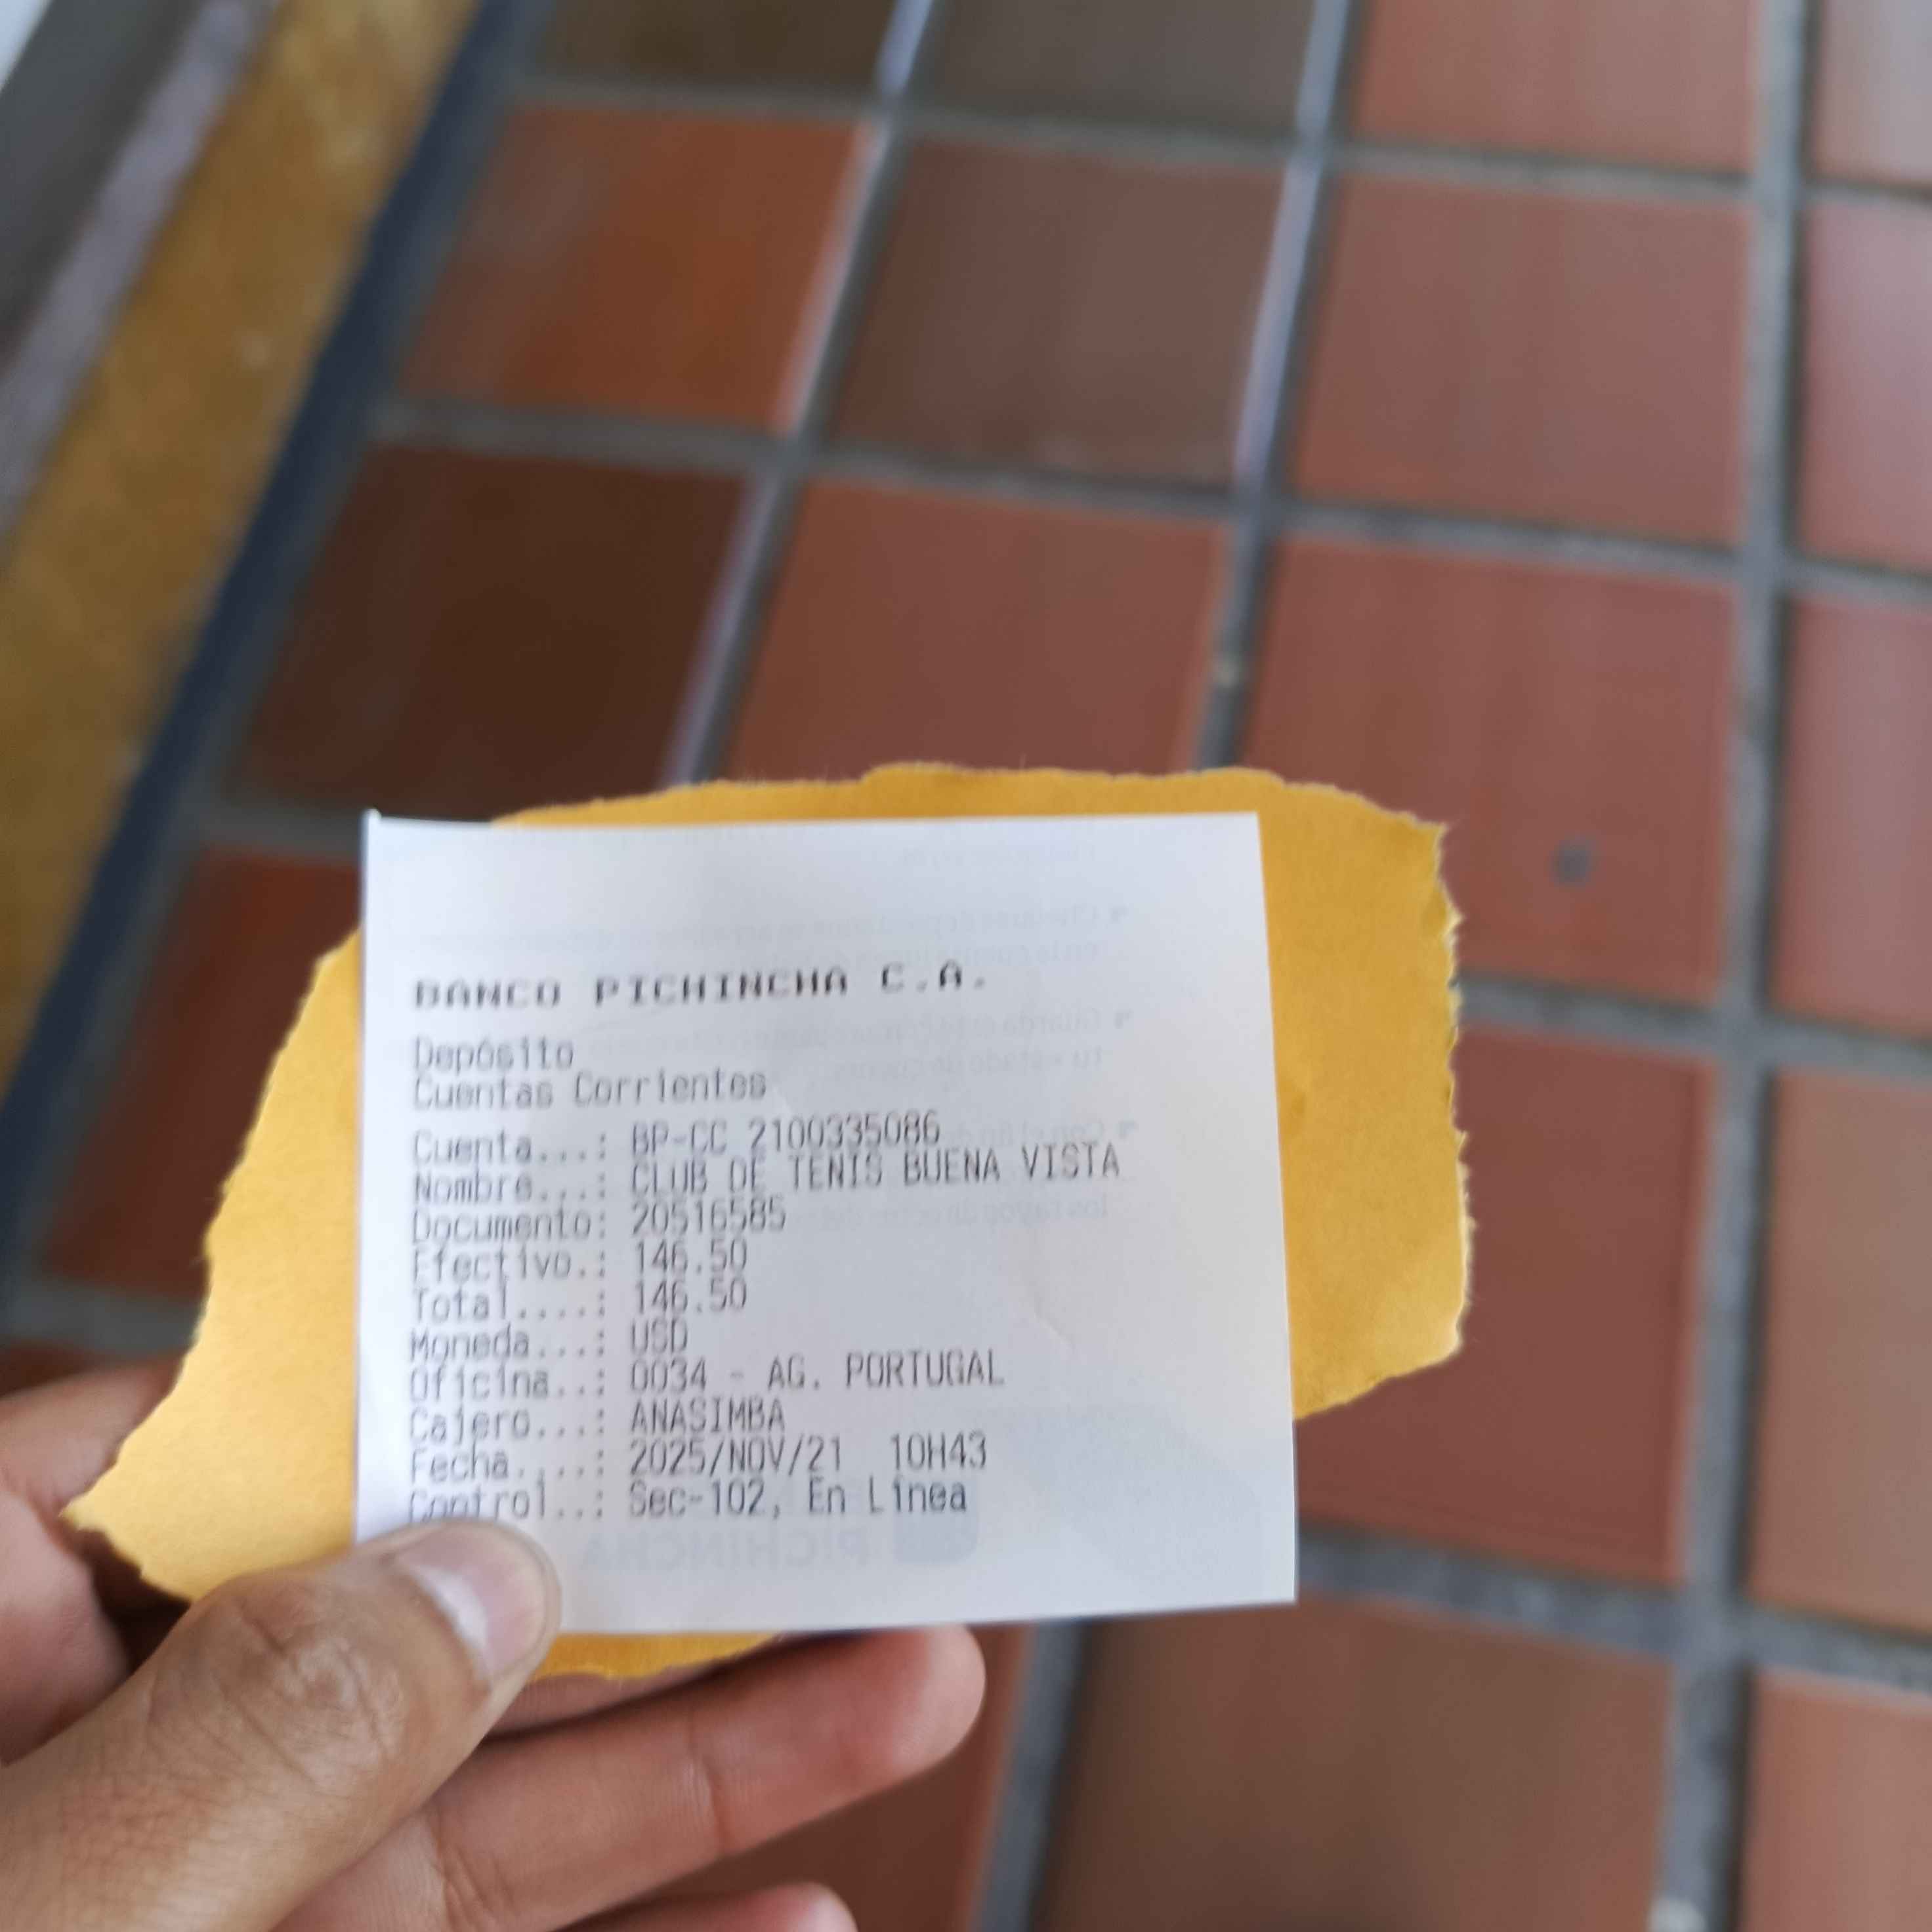 BANCO PICHINCHA C.A.
Depósito
Cuentas Corrientes
Cuenta...: BP-CC 2100335086
Nombre...: CLUB DE TENIS BUENA VISTA
Documento: 20516585
Efectivo.: 146.50
Total....: 146.50
Moneda...: USD
Oficina..: 0034 - AG. PORTUGAL
Cajero...: ANASIMBA
Fecha....: 2025/NOV/21 10H43
Control..: Sec-102, En Línea
PICHINCHA